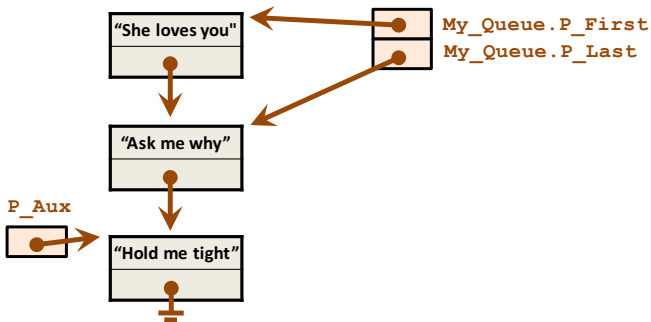 “She loves you"
My_Queue.P_First
My_Queue.P_Last
“Ask me why”
P_Aux
“Hold me tight”